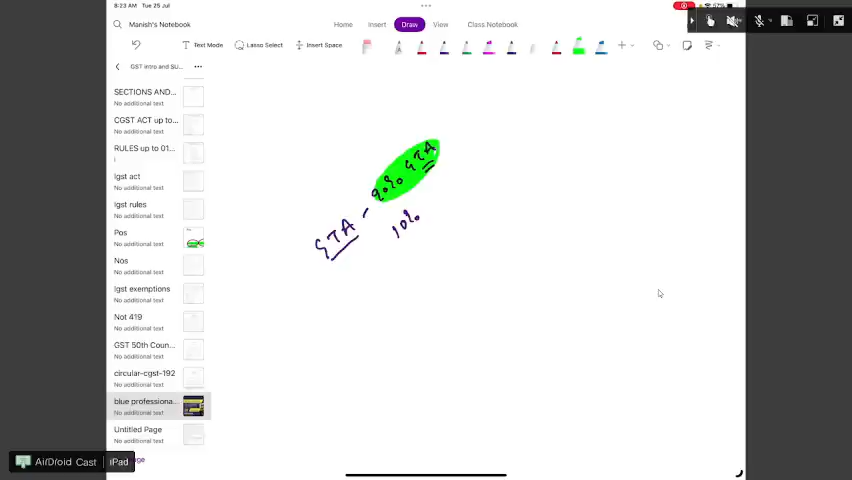 8:23 AM Tue 25 Jul
57%
Manish's Notebook
Home Insert Draw View Class Notebook
Text Mode Lasso Select Insert Space
GST intro and SU...
SECTIONS AND...
No additional text
CGST ACT up to...
No additional text
RULES up to 01...
i
Igst act
No additional text
Igst rules
No additional text
Pos
No additional text
Nos
No additional text
Igst exemptions
No additional text
Not 419
No additional text
GST 50th Coun...
No additional text
circular-cgst-192
No additional text
blue professiona...
No additional text
Untitled Page
No additional text
AirDroid Cast iPad
GTA - 90% GTA
10%